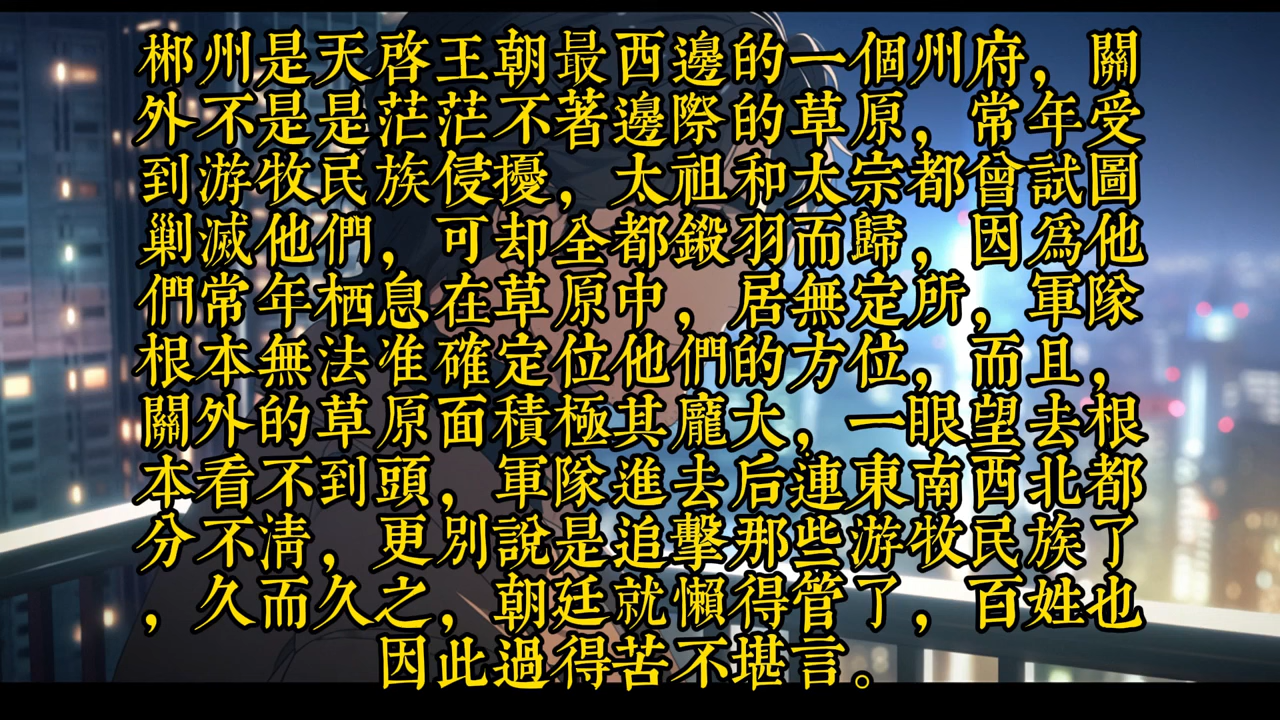 郴州是天啓王朝最西邊的一個州府，關
外不是是茫茫不著邊際的草原，常年受
到游牧民族侵擾，太祖和太宗都曾試圖
剿滅他們，可却全都鎩羽而歸，因爲他
們常年栖息在草原中，居無定所，軍隊
根本無法准確定位他們的方位，而且，
關外的草原面積極其龐大，一眼望去根
本看不到頭，軍隊進去后連東南西北都
分不清，更別說是追擊那些游牧民族了
，久而久之，朝廷就懶得管了，百姓也
因此過得苦不堪言。